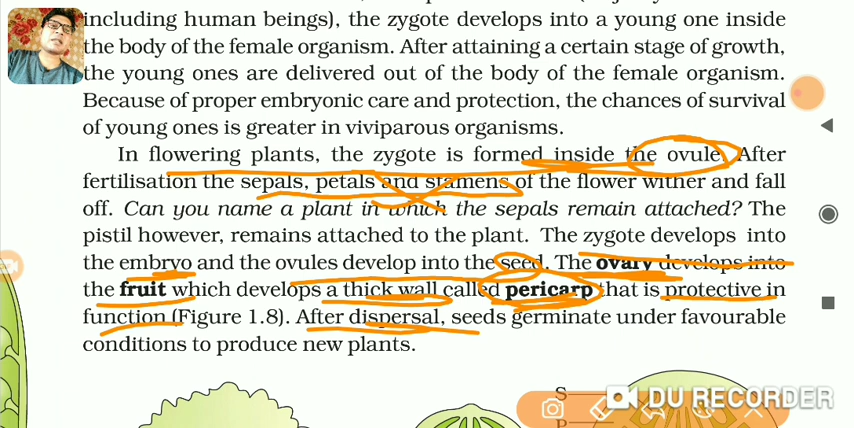 including human beings), the zygote develops into a young one inside
the body of the female organism. After attaining a certain stage of growth,
the young ones are delivered out of the body of the female organism.
Because of proper embryonic care and protection, the chances of survival
of young ones is greater in viviparous organisms.
In flowering plants, the zygote is formed inside the ovule. After
fertilisation the sepals, petals and stamens of the flower wither and fall
off. Can you name a plant in which the sepals remain attached? The
pistil however, remains attached to the plant. The zygote develops into
the embryo and the ovules develop into the seed. The ovary develops into
the fruit which develops a thick wall called pericarp that is protective in
function (Figure 1.8). After dispersal, seeds germinate under favourable
conditions to produce new plants.
S
DU RECORDER
P